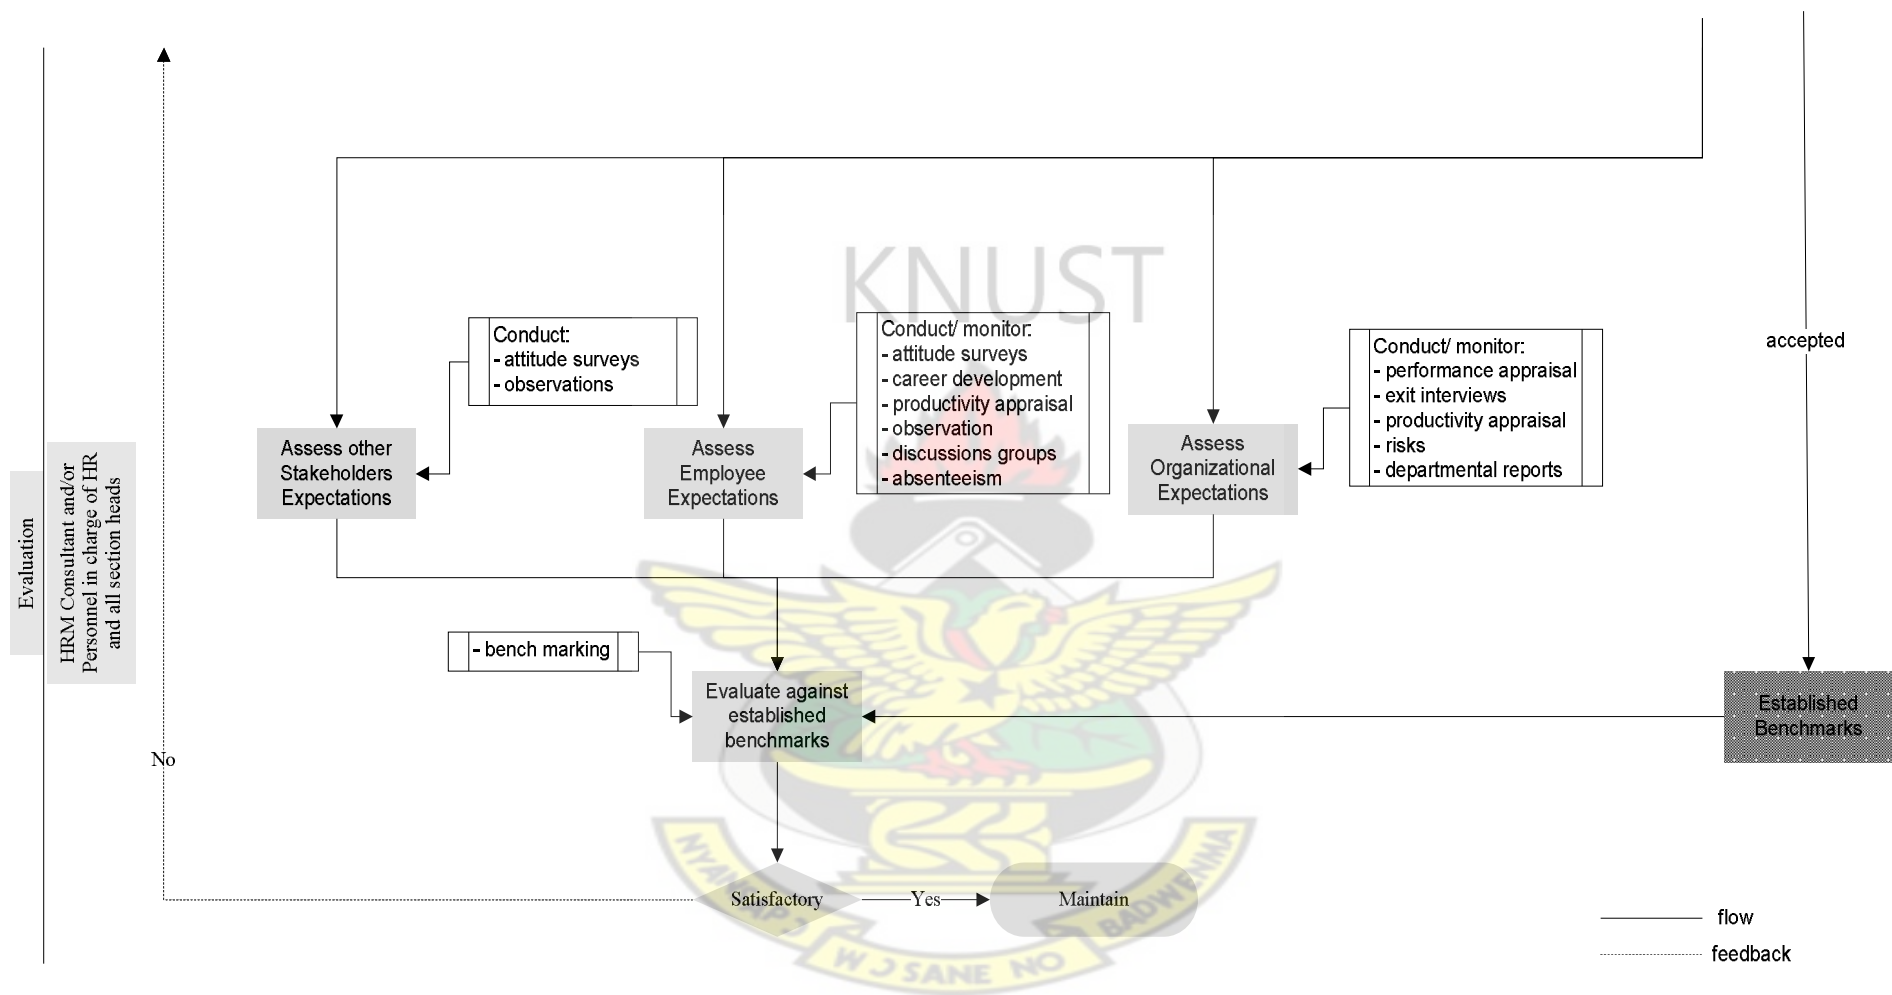 KNUST
accepted
Conduct:
- attitude surveys
- observations
Conduct/ monitor:
- attitude surveys
- career development
- productivity appraisal
- observation
- discussions groups
- absenteeism
Conduct/ monitor:
- performance appraisal
- exit interviews
- productivity appraisal
- risks
- departmental reports
Assess other
Stakeholders
Expectations
Assess
Employee
Expectations
Assess
Organizational
Expectations
Evaluation
HRM Consultant and/or
Personnel in charge of HR
and all section heads
- bench marking
Evaluate against
established
benchmarks
Established
Benchmarks
No
Satisfactory
Yes
Maintain
NYANSAPƆ
WƆSANE NO
BADWENMA
flow
feedback